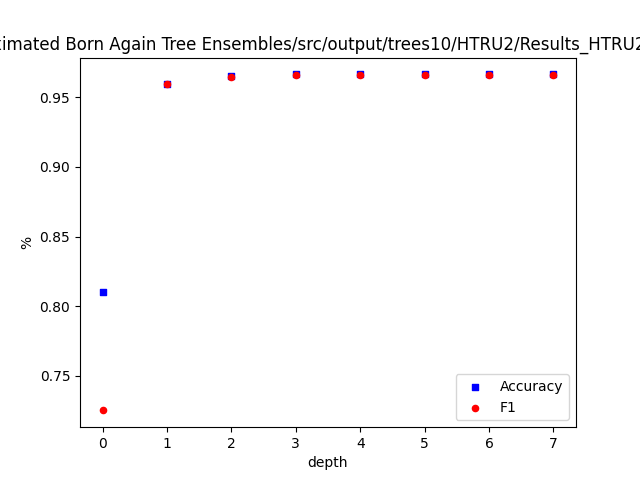 ximated Born Again Tree Ensembles/src/output/trees10/HTRU2/Results_HTRU2
0.95
0.90
0.85
0.80
0.75
%
Accuracy
F1
0 1 2 3 4 5 6 7
depth